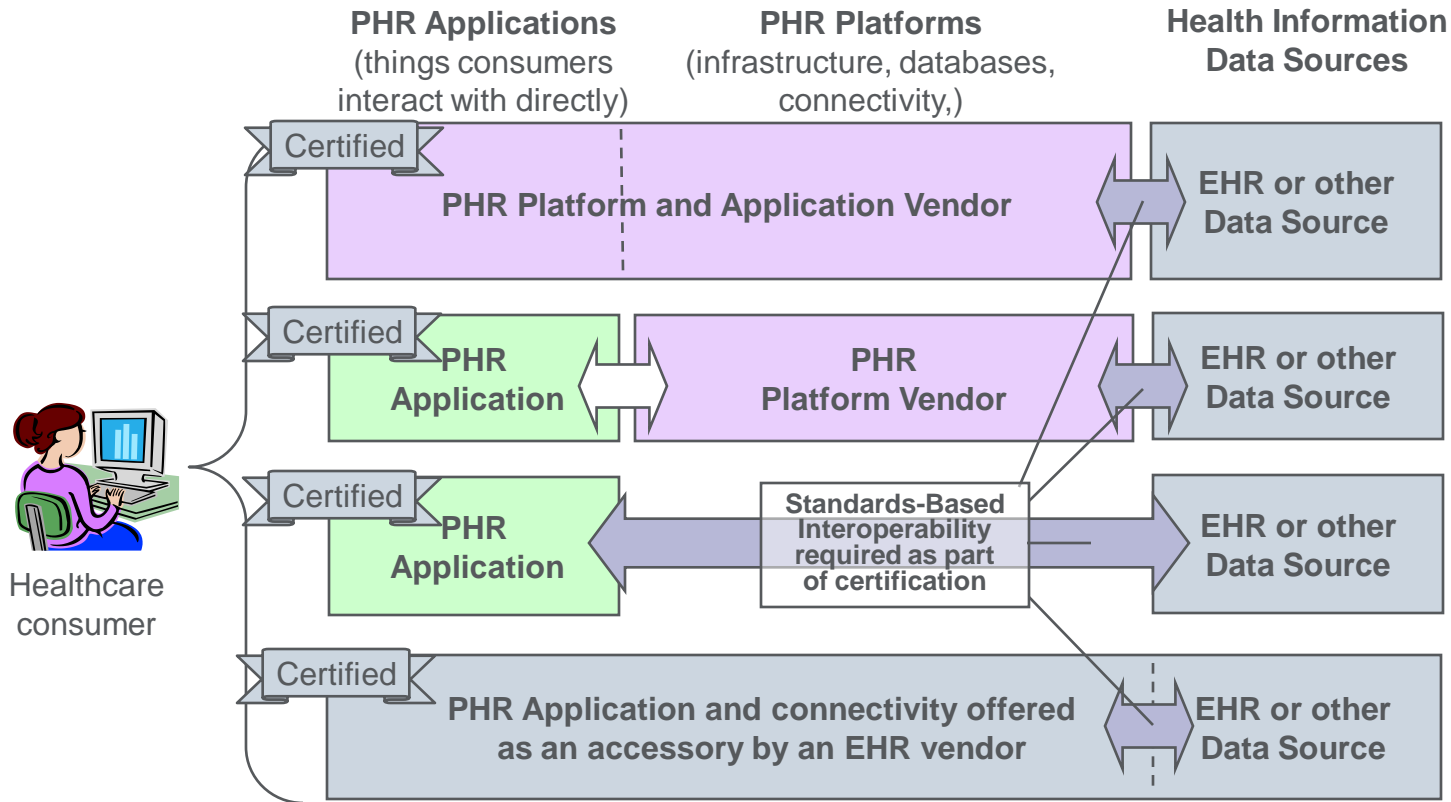 PHR Applications
(things consumers
interact with directly)
PHR Platforms
(infrastructure, databases,
connectivity,)
Health Information
Data Sources
Certified
PHR Platform and Application Vendor
EHR or other
Data Source
Certified
PHR
Application
PHR
Platform Vendor
EHR or other
Data Source
Certified
PHR
Application
Standards-Based
Interoperability
required as part
of certification
EHR or other
Data Source
Healthcare
consumer
Certified
PHR Application and connectivity offered
as an accessory by an EHR vendor
EHR or other
Data Source